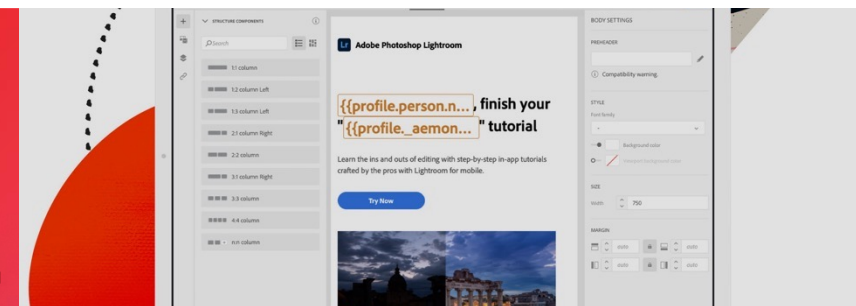 STRUCTURE COMPONENTS
Search
1:1 column
1:2 column Left
1:3 column Left
2:1 column Right
2:2 column
3:1 column Right
3:3 column
4:4 column
n:n column
Lr Adobe Photoshop Lightroom
{{profile.person.n... , finish your
"{{profile._aemon... " tutorial
Learn the ins and outs of editing with step-by-step in-app tutorials
crafted by the pros with Lightroom for mobile.
Try Now
BODY SETTINGS
PREHEADER
Compatibility warning.
STYLE
Font family
Background color
Viewport background color
SIZE
Width 750
MARGIN
auto auto
auto auto